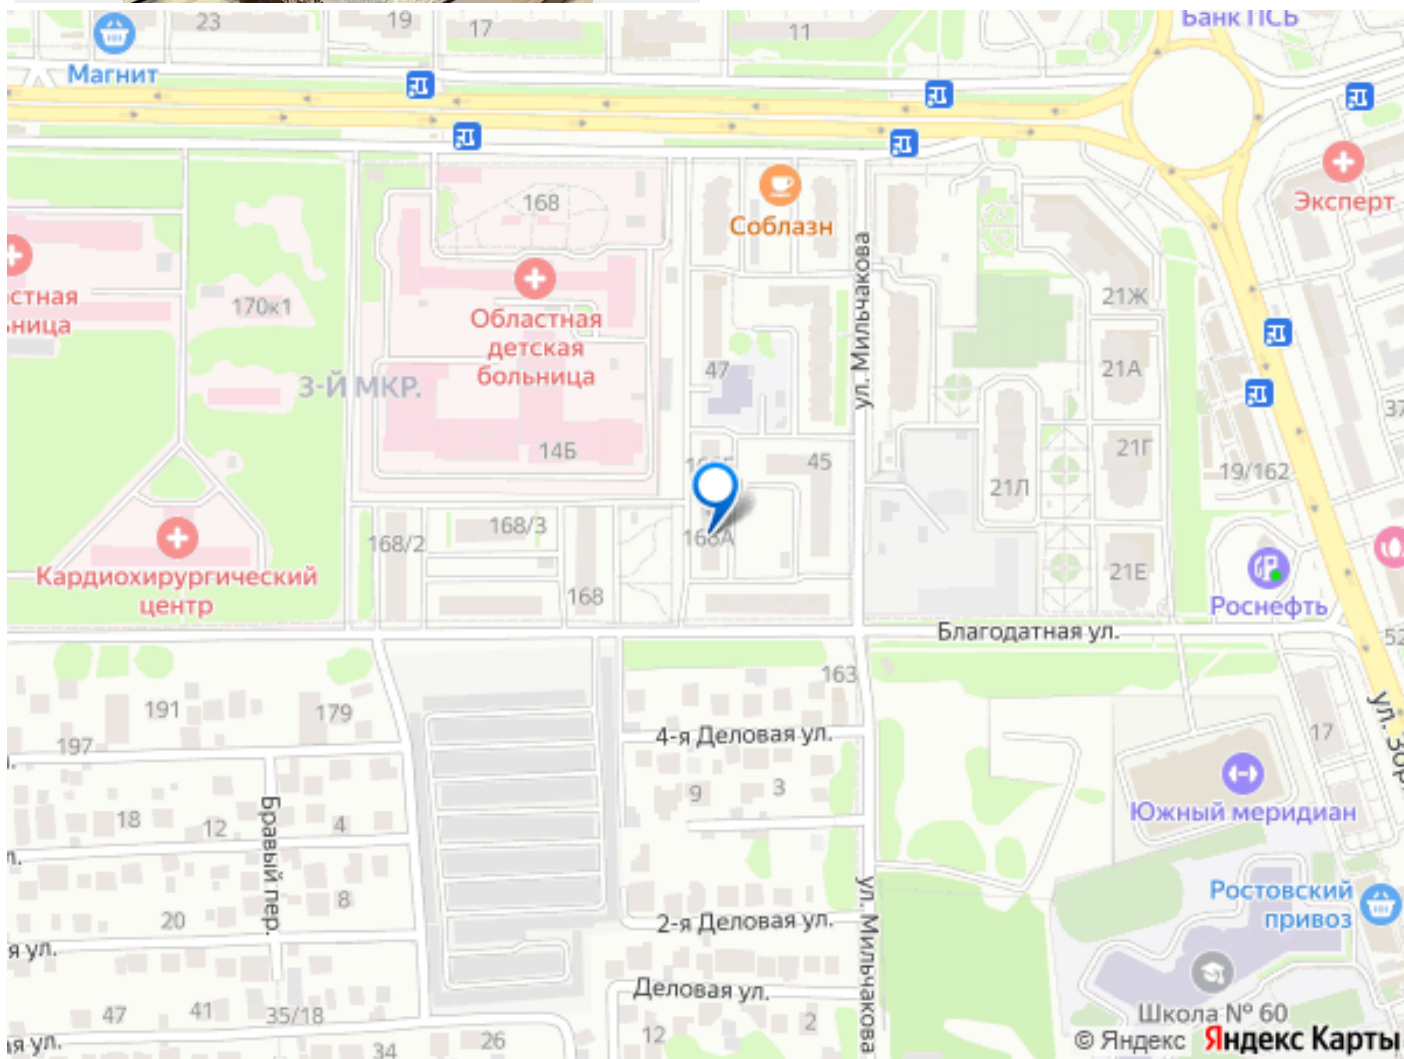 23
19
17
11
Банк ПСБ
Магнит
168
Соблазн
Эксперт
ул. Мильчакова
стная
ница
170к1
Областная
детская
больница
21Ж
47
21А
3-Й МКР.
37
14Б
45
21Г
19/162
21Л
168А
168/3
168/2
Кардиохирургический
центр
168
21Е
Роснефть
Благодатная ул.
52
163
191
179
197
4-я Деловая ул.
17
ул. Зор
Южный меридиан
9
3
18
12
4
Бравый пер.
8
20
2-я Деловая ул.
ул. Мильчакова
Ростовский
привоз
я ул.
Деловая ул.
47
41
35/18
26
34
12
2
Школа № 60
ая ул.
© Яндекс Яндекс Карты